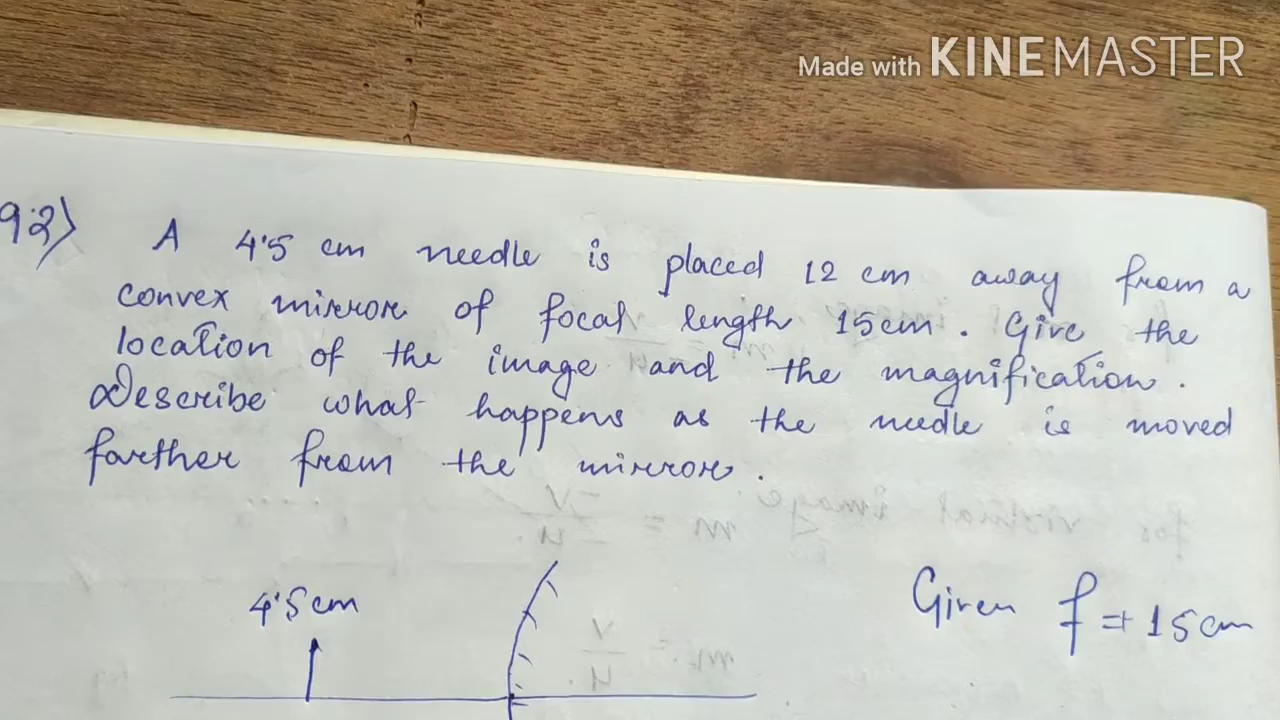 Made with KINEMASTER
9.2) A 4.5 cm needle is placed 12 cm away from a
convex mirror of focal length 15cm. Give the
location of the image and the magnification.
Describe what happens as the needle is moved
farther from the mirror.
4.5cm
Given f=+15cm